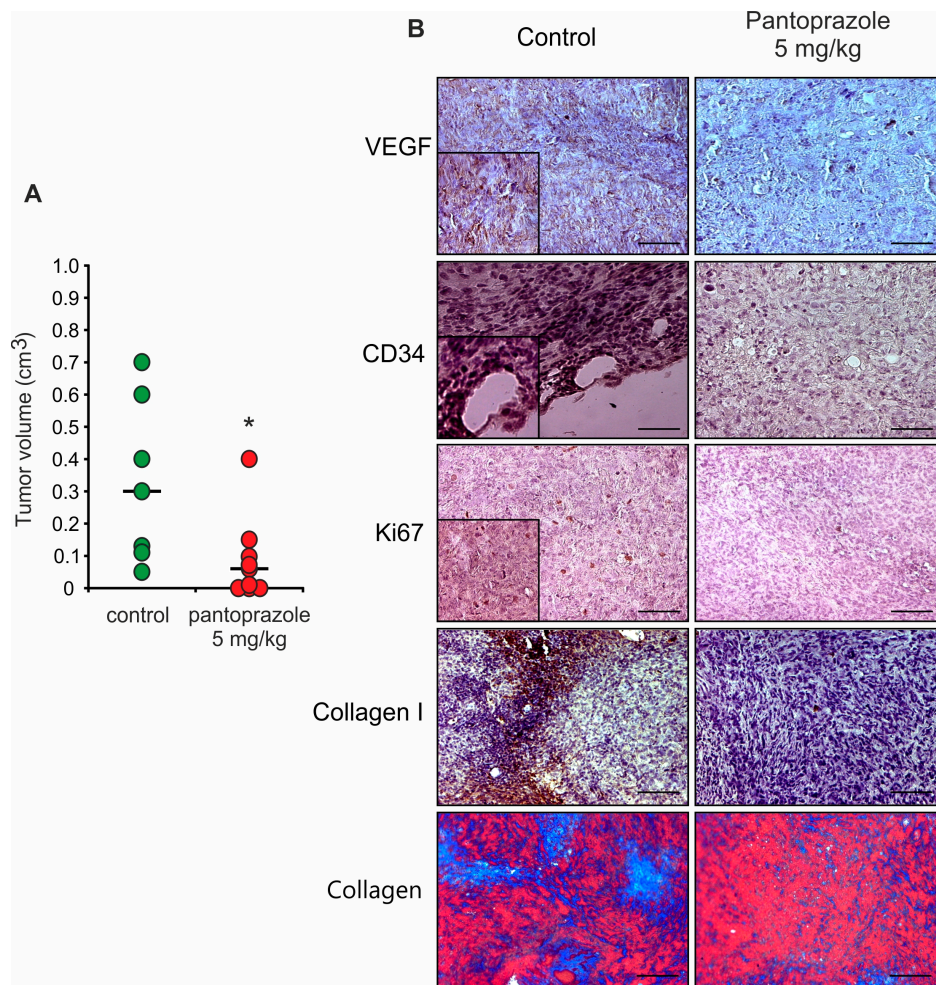 A
Tumor volume (cm3)
1.0
0.9
0.8
0.7
0.6
0.5
0.4
0.3
0.2
0.1
0
*
control
pantoprazole
5 mg/kg
B
Control
Pantoprazole
5 mg/kg
VEGF
CD34
Ki67
Collagen I
Collagen